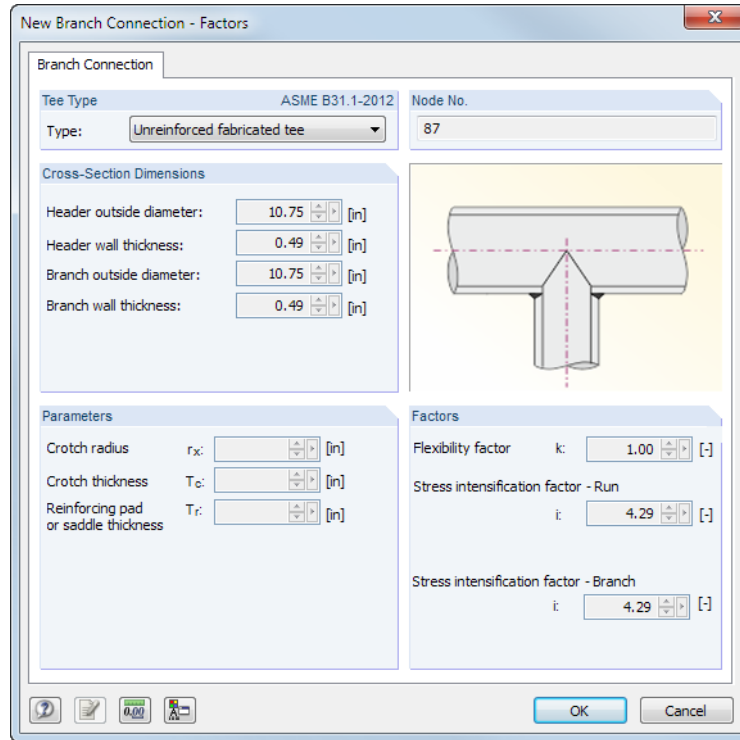 New Branch Connection - Factors
Branch Connection
Tee Type ASME B31.1-2012
Type: Unreinforced fabricated tee
Node No.
87
Cross-Section Dimensions
Header outside diameter: 10.75 [in]
Header wall thickness: 0.49 [in]
Branch outside diameter: 10.75 [in]
Branch wall thickness: 0.49 [in]
Parameters
Crotch radius rx: [in]
Crotch thickness Tc: [in]
Reinforcing pad
or saddle thickness Tr: [in]
Factors
Flexibility factor k: 1.00 [-]
Stress intensification factor - Run
i: 4.29 [-]
Stress intensification factor - Branch
i: 4.29 [-]
0.00
OK Cancel